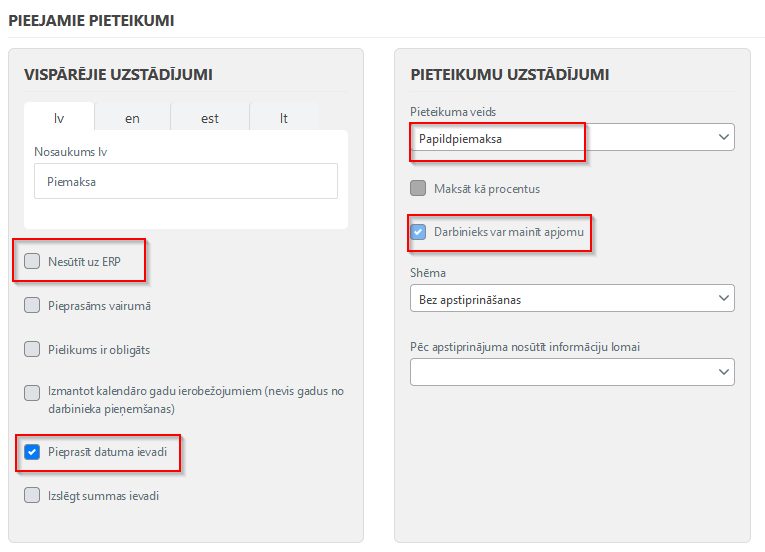 PIEEJAMIE PIETEIKUMI
VISPĀRĒJIE UZSTĀDĪJUMI
lv
en
est
lt
Nosaukums lv
Piemaksa
Nesūtīt uz ERP
Pieprasāms vairumā
Pielikums ir obligāts
Izmantot kalendāro gadu ierobežojumiem (nevis gadus no
darbinieka pieņemšanas)
Pieprasīt datuma ievadi
Izslēgt summas ievadi
PIETEIKUMU UZSTĀDĪJUMI
Pieteikuma veids
Papildpiemaksa
Maksāt kā procentus
Darbinieks var mainīt apjomu
Shēma
Bez apstiprināšanas
Pēc apstiprinājuma nosūtīt informāciju lomai